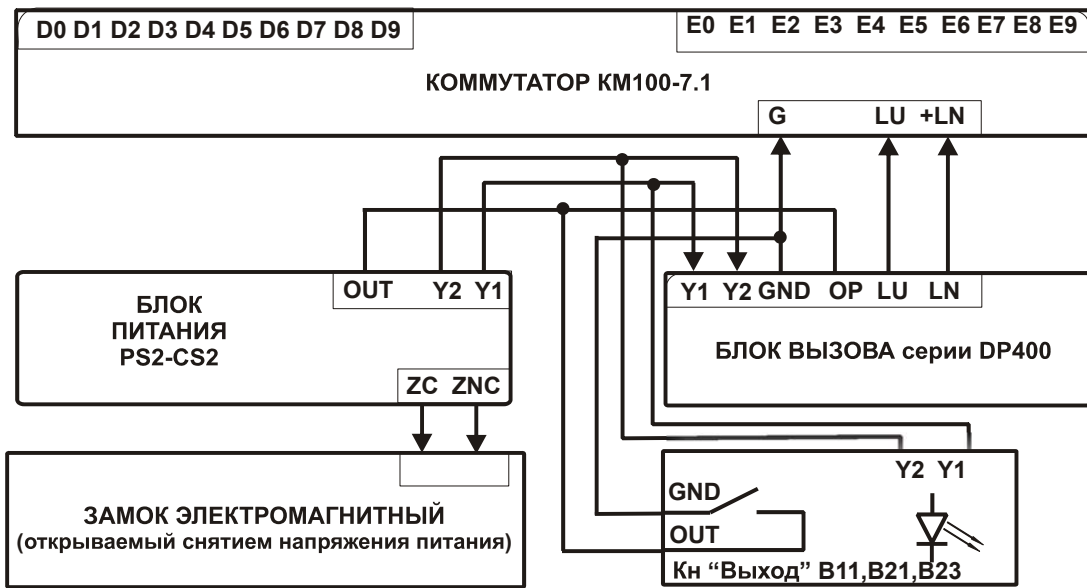 D0 D1 D2 D3 D4 D5 D6 D7 D8 D9
E0 E1 E2 E3 E4 E5 E6 E7 E8 E9
КОММУТАТОР КМ100-7.1
G LU +LN
OUT Y2 Y1
БЛОК
ПИТАНИЯ
PS2-CS2
ZC ZNC
Y1 Y2 GND OP LU LN
БЛОК ВЫЗОВА серии DP400
ЗАМОК ЭЛЕКТРОМАГНИТНЫЙ
(открываемый снятием напряжения питания)
Y2 Y1
GND
OUT
Кн “Выход” B11,B21,B23